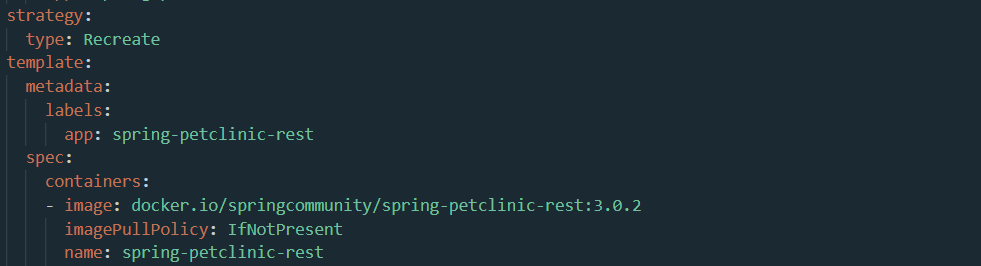 strategy:
  type: Recreate
template:
  metadata:
    labels:
      app: spring-petclinic-rest
  spec:
    containers:
    - image: docker.io/springcommunity/spring-petclinic-rest:3.0.2
      imagePullPolicy: IfNotPresent
      name: spring-petclinic-rest